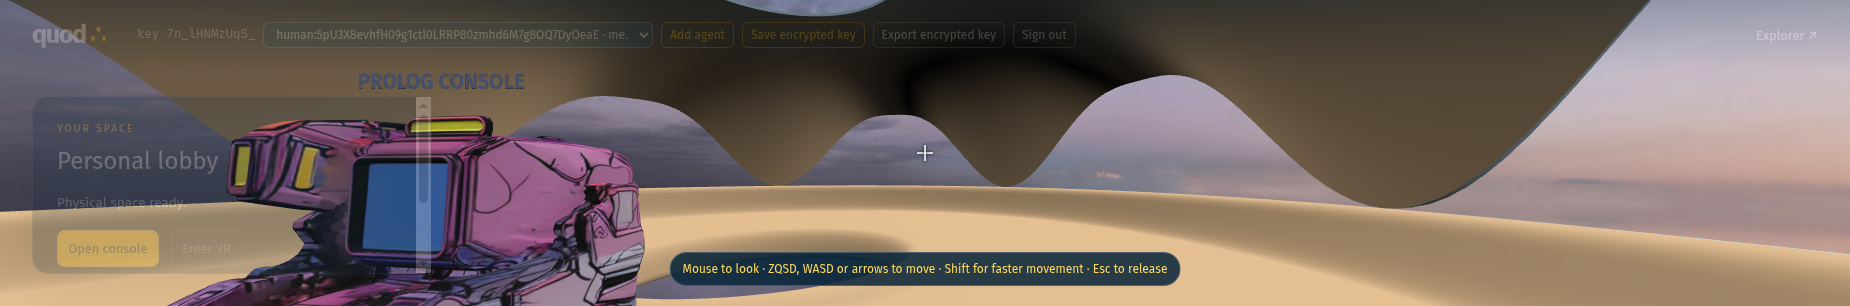 quod
key 7n_lHNMzUqS_
human:5pU3X8evhfH09g1ctl0LRRP80zmhd6M7g8OQ7DyOeaE · me.
Add agent
Save encrypted key
Export encrypted key
Sign out
Explorer ↗
PROLOG CONSOLE
YOUR SPACE
Personal lobby
Physical space ready.
Open console
Enter VR
Mouse to look · ZQSD, WASD or arrows to move · Shift for faster movement · Esc to release